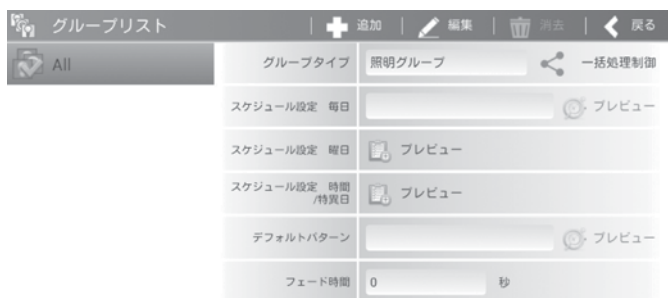 グループリスト 追加 編集 消去 戻る
All
グループタイプ 照明グループ 一括処理制御
スケジュール設定 毎日 プレビュー
スケジュール設定 曜日 プレビュー
スケジュール設定 時間
/特異日 プレビュー
デフォルトパターン プレビュー
フェード時間 0 秒